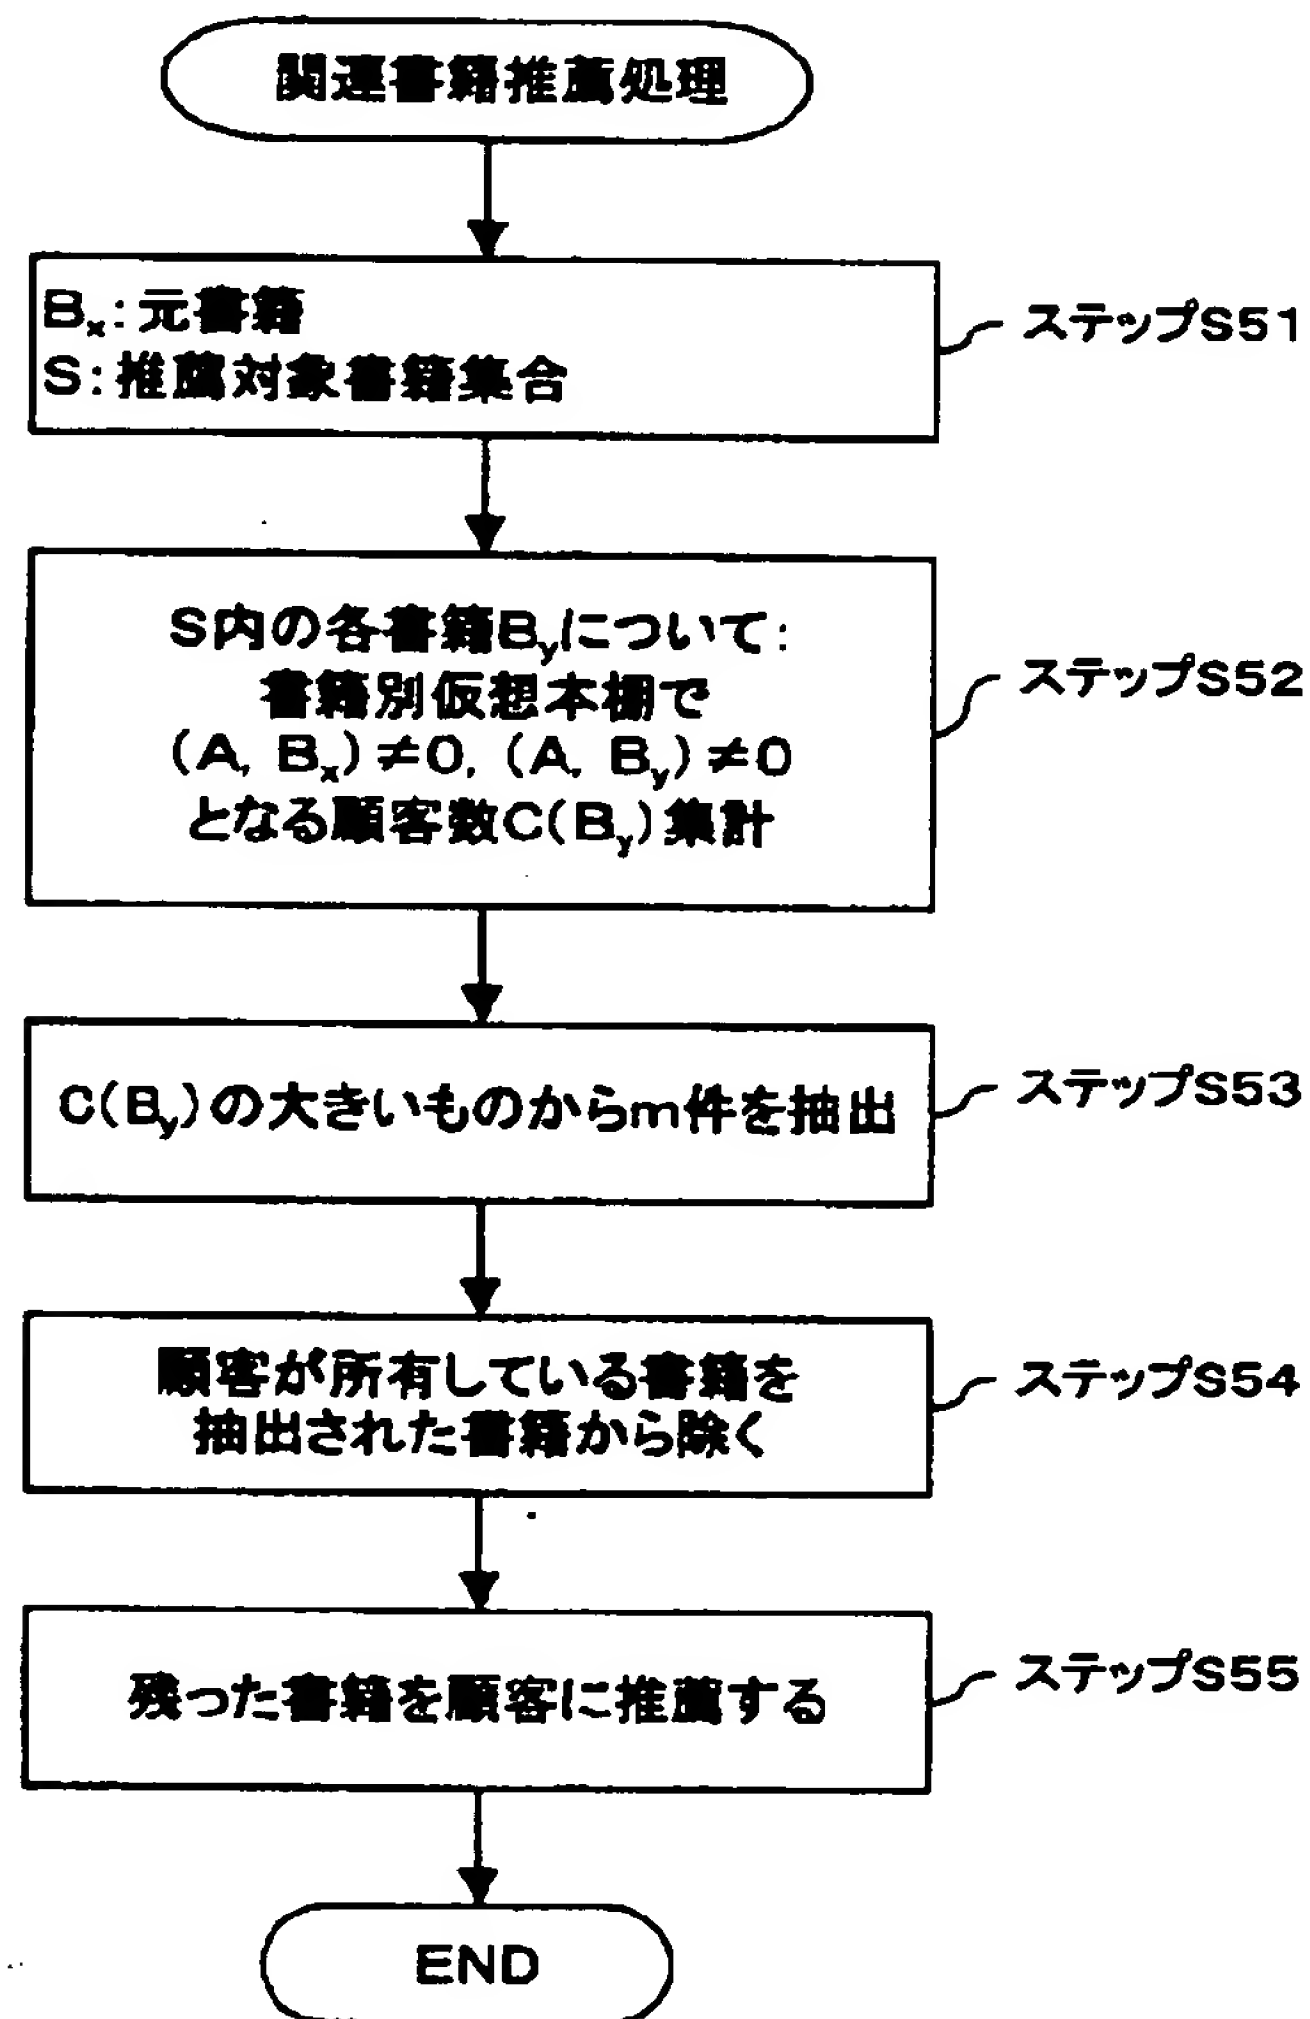 関連書籍推薦処理
Bx:元書籍
S:推薦対象書籍集合
ステップS51
S内の各書籍Byについて:
書籍別仮想本棚で
(A, Bx)≠0, (A, By)≠0
となる顧客数C(By)集計
ステップS52
C(By)の大きいものからm件を抽出
ステップS53
顧客が所有している書籍を
抽出された書籍から除く
ステップS54
残った書籍を顧客に推薦する
ステップS55
END